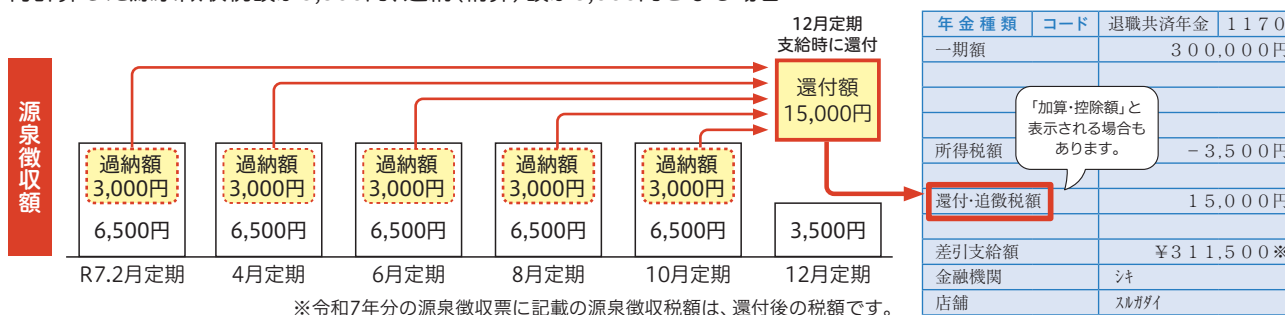 12月定期
支給時に還付
源泉徴収額
還付額
15,000円
過納額
3,000円
6,500円
過納額
3,000円
6,500円
過納額
3,000円
6,500円
過納額
3,000円
6,500円
過納額
3,000円
6,500円
3,500円
R7.2月定期 4月定期 6月定期 8月定期 10月定期 12月定期
※令和7年分の源泉徴収票に記載の源泉徴収税額は、還付後の税額です。
年金種類 コード 退職共済年金 1170
一期額 300,000円
「加算・控除額」と
表示される場合も
あります。
所得税額 －3,500円
還付・追徴税額 15,000円
差引支給額 ¥311,500※
金融機関 シキ
店舗 スルガダイ